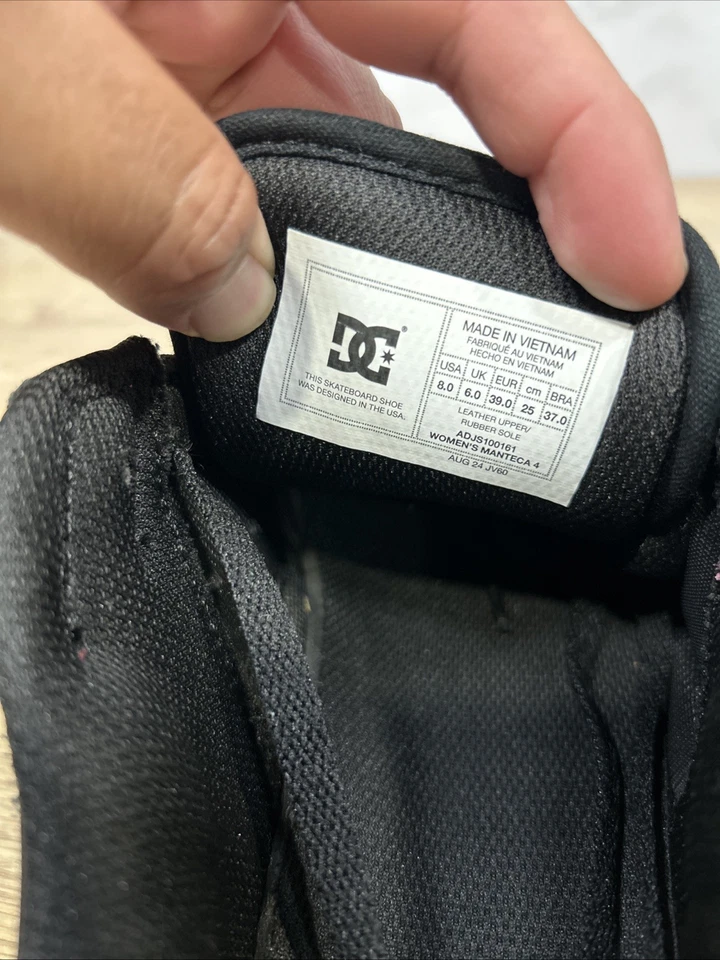 DC®
THIS SKATEBOARD SHOE
WAS DESIGNED IN THE USA.
MADE IN VIETNAM
FABRIQUÉ AU VIETNAM
HECHO EN VIETNAM
USA UK EUR cm BRA
8.0 6.0 39.0 25 37.0
LEATHER UPPER/
RUBBER SOLE
ADJS100161
WOMEN'S MANTECA 4
AUG 24 JV60